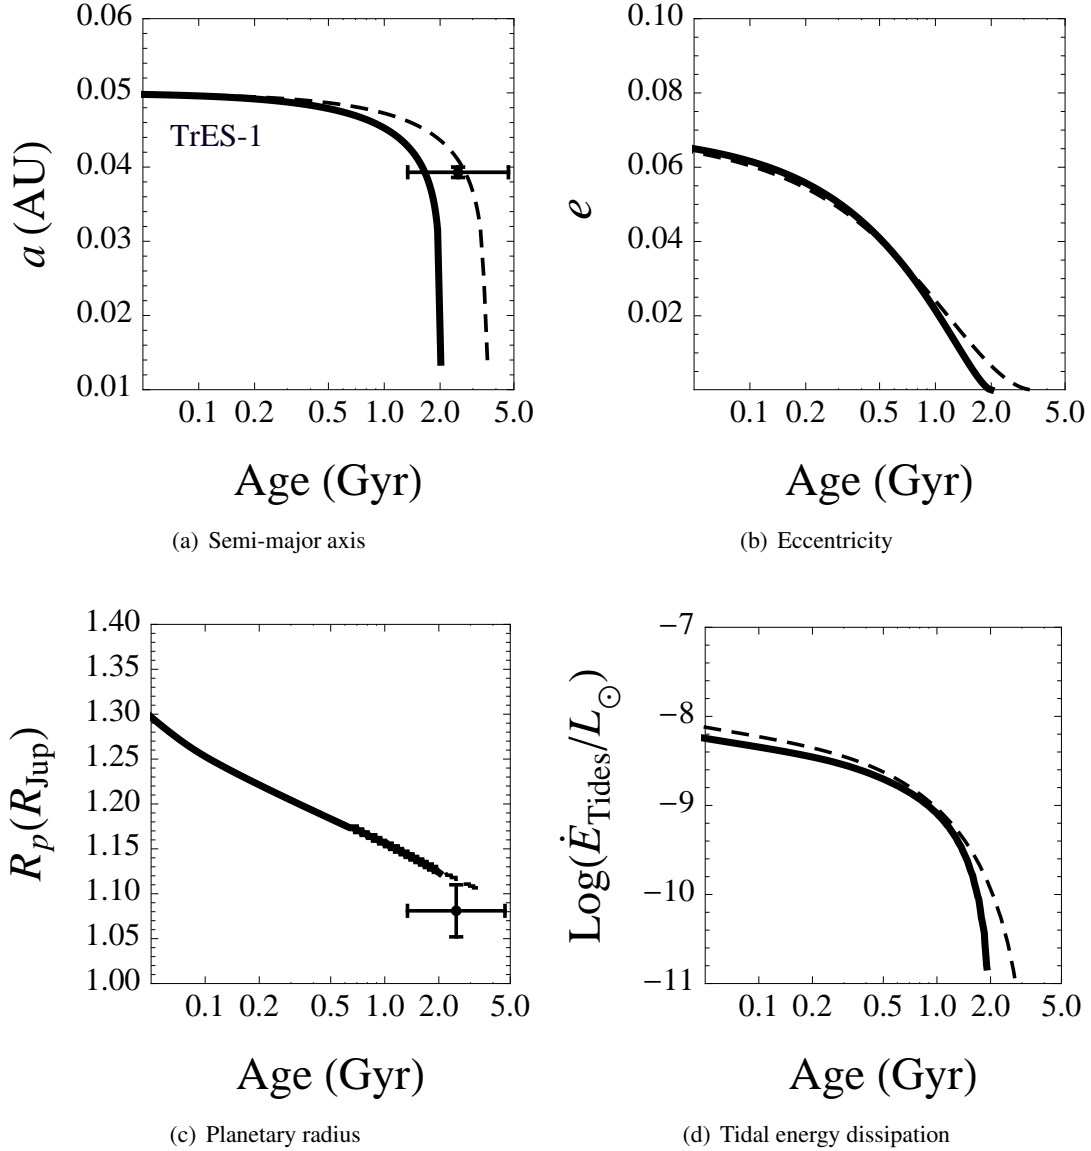 0.06
0.05
0.04
0.03
0.02
0.01
a (AU)
TrES-1
0.1 0.2 0.5 1.0 2.0 5.0
Age (Gyr)
(a) Semi-major axis
0.10
0.08
0.06
0.04
0.02
e
0.1 0.2 0.5 1.0 2.0 5.0
Age (Gyr)
(b) Eccentricity
1.40
1.35
1.30
1.25
1.20
1.15
1.10
1.05
1.00
R_p(R_Jup)
0.1 0.2 0.5 1.0 2.0 5.0
Age (Gyr)
(c) Planetary radius
−7
−8
−9
−10
−11
Log(Ė_Tides/L_⊙)
0.1 0.2 0.5 1.0 2.0 5.0
Age (Gyr)
(d) Tidal energy dissipation